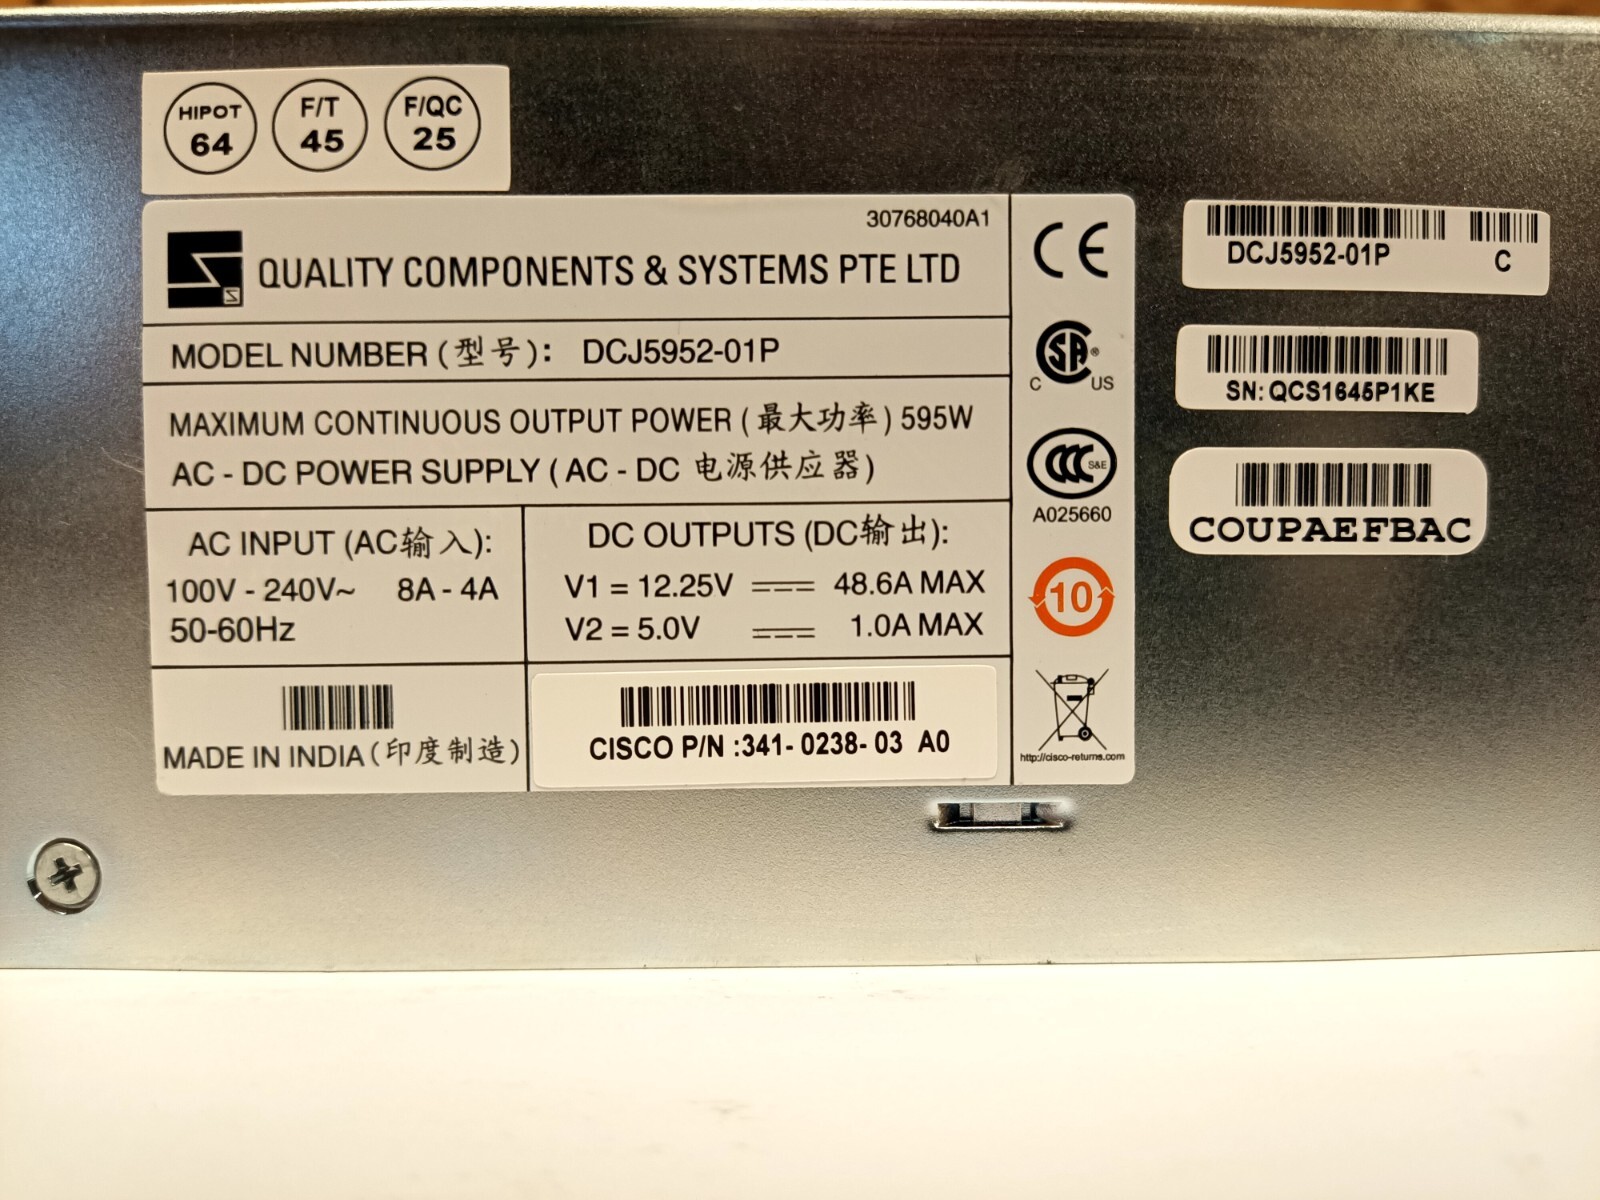 HIPOT 64
F/T 45
F/QC 25
30768040A1
QUALITY COMPONENTS & SYSTEMS PTE LTD
MODEL NUMBER (型号): DCJ5952-01P
MAXIMUM CONTINUOUS OUTPUT POWER (最大功率) 595W
AC - DC POWER SUPPLY (AC - DC 电源供应器)
AC INPUT (AC输入):
100V - 240V~ 8A - 4A
50-60Hz
DC OUTPUTS (DC输出):
V1 = 12.25V ⎓ 48.6A MAX
V2 = 5.0V ⎓ 1.0A MAX
MADE IN INDIA (印度制造)
CISCO P/N :341- 0238- 03 A0
CE
SA ®
C US
CCC S&E
A025660
10
http://cisco-returns.com
DCJ5952-01P C
SN: QCS1645P1KE
COUPAEFBAC